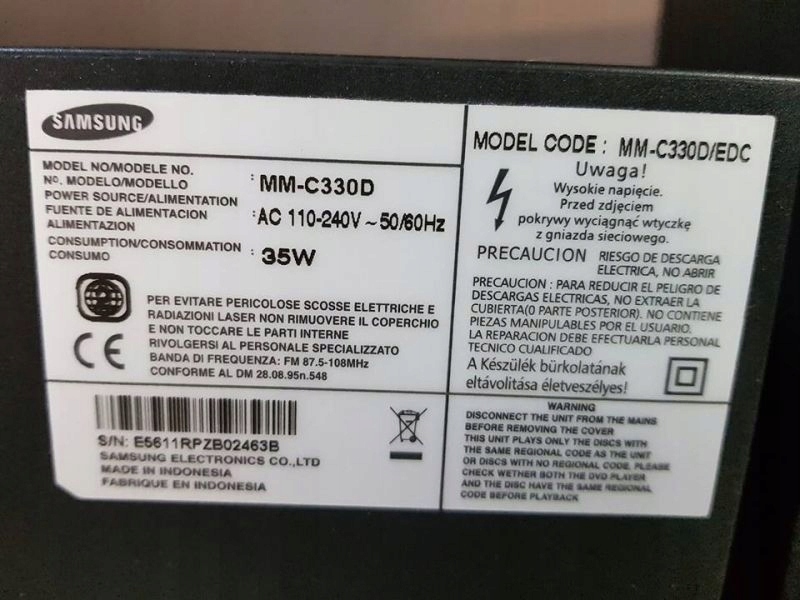 SAMSUNG
MODEL NO/MODELE NO.
Nº. MODELO/MODELLO : MM-C330D
POWER SOURCE/ALIMENTATION
FUENTE DE ALIMENTACION : AC 110-240V ~ 50/60Hz
ALIMENTAZION
CONSUMPTION/CONSOMMATION : 35W
CONSUMO
PER EVITARE PERICOLOSE SCOSSE ELETTRICHE E
RADIAZIONI LASER NON RIMUOVERE IL COPERCHIO
E NON TOCCARE LE PARTI INTERNE
RIVOLGERSI AL PERSONALE SPECIALIZZATO
BANDA DI FREQUENZA: FM 87.5-108MHz
CONFORME AL DM 28.08.95n.548
CE
S/N: E5611RPZB02463B
SAMSUNG ELECTRONICS CO.,LTD
MADE IN INDONESIA
FABRIQUE EN INDONESIA
MODEL CODE : MM-C330D/EDC
Uwaga!
Wysokie napięcie.
Przed zdjęciem
pokrywy wyciągnąć wtyczkę
z gniazda sieciowego.
PRECAUCION RIESGO DE DESCARGA
ELECTRICA, NO ABRIR
PRECAUCION : PARA REDUCIR EL PELIGRO DE
DESCARGAS ELECTRICAS, NO EXTRAER LA
CUBIERTA(O PARTE POSTERIOR). NO CONTIENE
PIEZAS MANIPULABLES POR EL USUARIO.
LA REPARACION DEBE EFECTUARLA PERSONAL
TECNICO CUALIFICADO
A Készülék bürkolatának
eltávolítása életveszélyes!
WARNING
DISCONNECT THE UNIT FROM THE MAINS
BEFORE REMOVING THE COVER
THIS UNIT PLAYS ONLY THE DISCS WITH
THE SAME REGIONAL CODE AS THE UNIT
OR DISCS WITH NO REGIONAL CODE. PLEASE
CHECK WETHER BOTH THE DVD PLAYER
AND THE DISC HAVE THE SAME REGIONAL
CODE BEFORE PLAYBACK